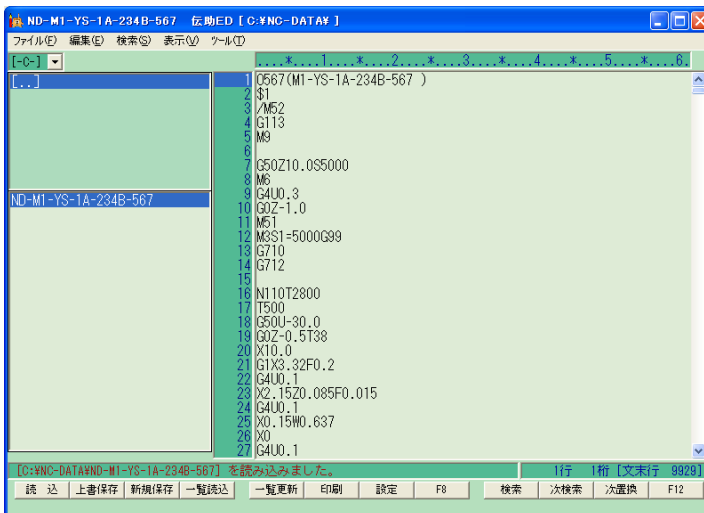 ND-M1-YS-1A-234B-567 伝助ED [ C:¥NC-DATA¥ ]
ファイル(F) 編集(E) 検索(S) 表示(V) ツール(T)
[-C-] ....*....1....*....2....*....3....*....4....*....5....*....6.
[..]
ND-M1-YS-1A-234B-567
1 O567(M1-YS-1A-234B-567 )
2 $1
3 /M52
4 G113
5 M9
6
7 G50Z10.0S5000
8 M6
9 G4U0.3
10 G0Z-1.0
11 M51
12 M3S1=5000G99
13 G710
14 G712
15
16 N110T2800
17 T500
18 G50U-30.0
19 G0Z-0.5T38
20 X10.0
21 G1X3.32F0.2
22 G4U0.1
23 X2.15Z0.085F0.015
24 G4U0.1
25 X0.15W0.637
26 X0
27 G4U0.1
[C:¥NC-DATA¥ND-M1-YS-1A-234B-567] を読み込みました。 1行 1桁 [文末行 9929]
読 込 上書保存 新規保存 一覧読込 一覧更新 印刷 設定 F8 検索 次検索 次置換 F12